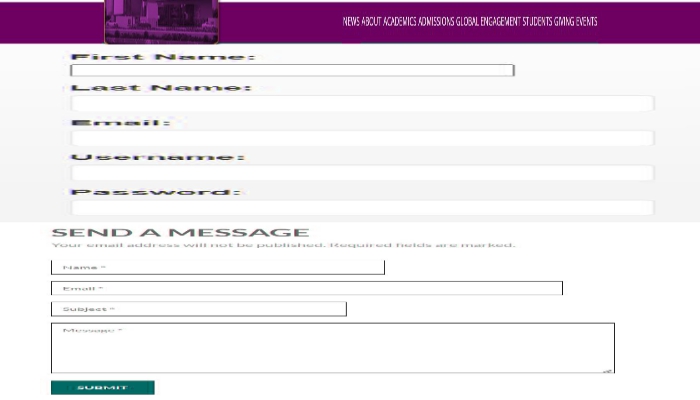 NEWS ABOUT ACADEMICS ADMISSIONS GLOBAL ENGAGEMENT STUDENTS GIVING EVENTS
First Name:
Last Name:
Email:
Username:
Password:
SEND A MESSAGE
Your email address will not be published. Required fields are marked.
Name *
Email *
Subject *
Message *
SUBMIT